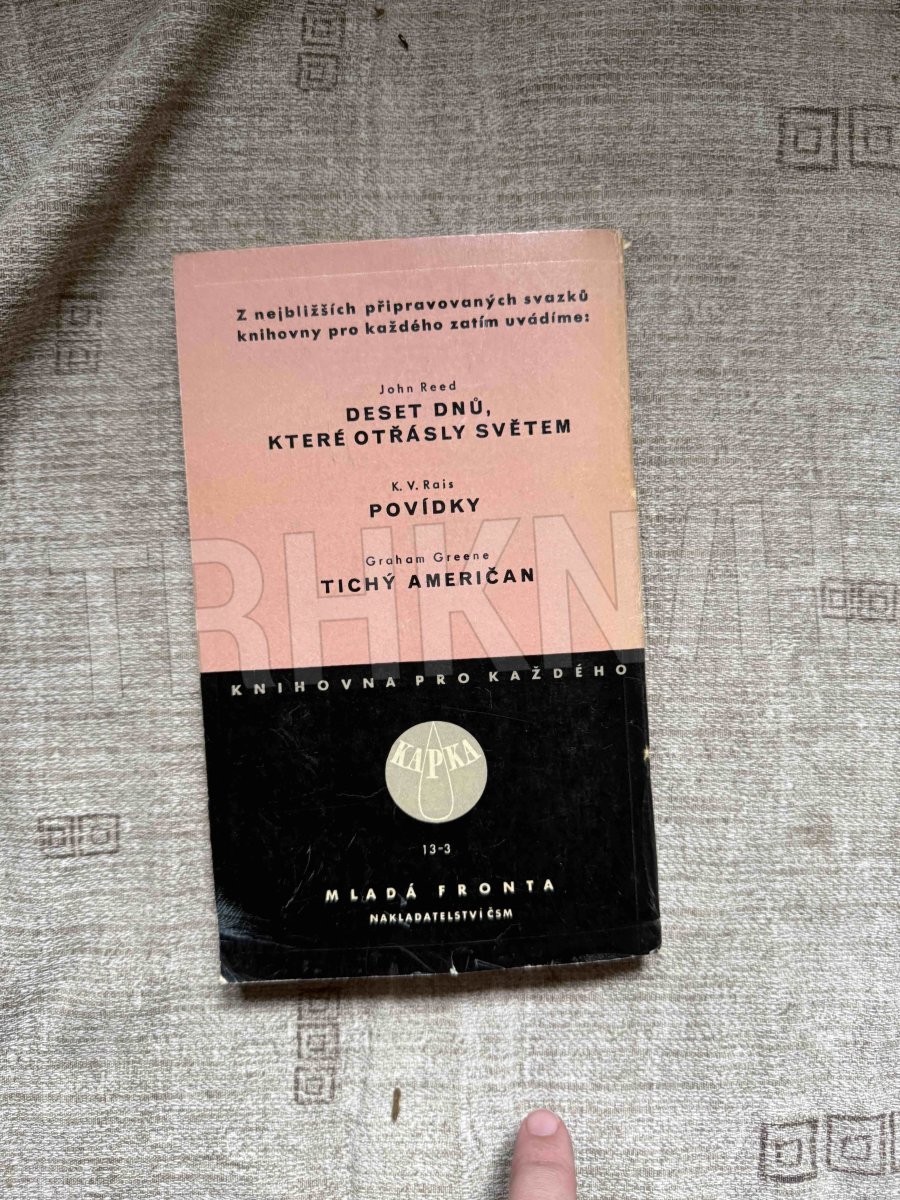 Z nejbližších připravovaných svazků
knihovny pro každého zatím uvádíme:
John Reed
DESET DNŮ,
KTERÉ OTŘÁSLY SVĚTEM
K. V. Rais
POVÍDKY
Graham Greene
TICHÝ AMERIČAN
KNIHOVNA PRO KAŽDÉHO
KAPKA
13-3
MLADÁ FRONTA
NAKLADATELSTVÍ ČSM